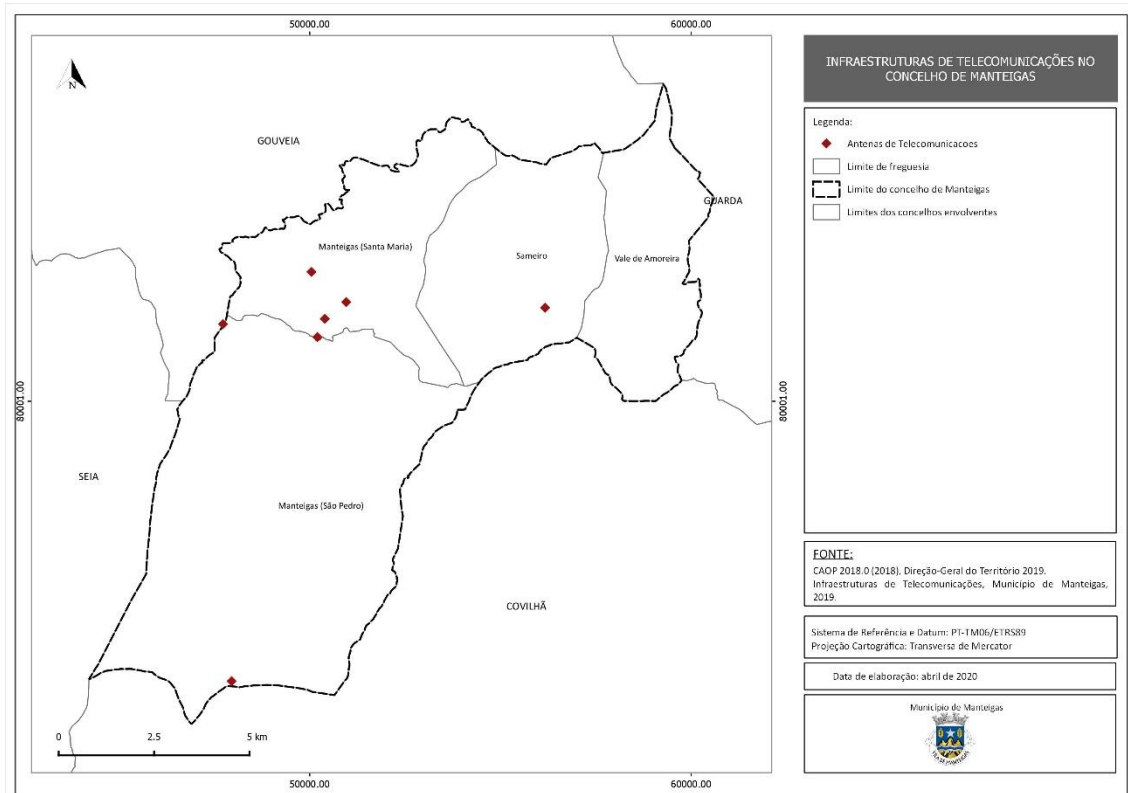 50000.00
60000.00
N
GOUVEIA
GUARDA
Manteigas (Santa Maria)
Sameiro
Vale de Amoreira
80001.00
80001.00
SEIA
Manteigas (São Pedro)
COVILHÃ
0 2.5 5 km
50000.00
60000.00
INFRAESTRUTURAS DE TELECOMUNICAÇÕES NO
CONCELHO DE MANTEIGAS
Legenda:
Antenas de Telecomunicacoes
Limite de freguesia
Limite do concelho de Manteigas
Limites dos concelhos envolventes
FONTE:
CAOP 2018.0 (2018), Direção-Geral do Território 2019.
Infraestruturas de Telecomunicações, Município de Manteigas,
2019.
Sistema de Referência e Datum: PT-TM06/ETRS89
Projeção Cartográfica: Transversa de Mercator
Data de elaboração: abril de 2020
Município de Manteigas
VILA DE MANTEIGAS